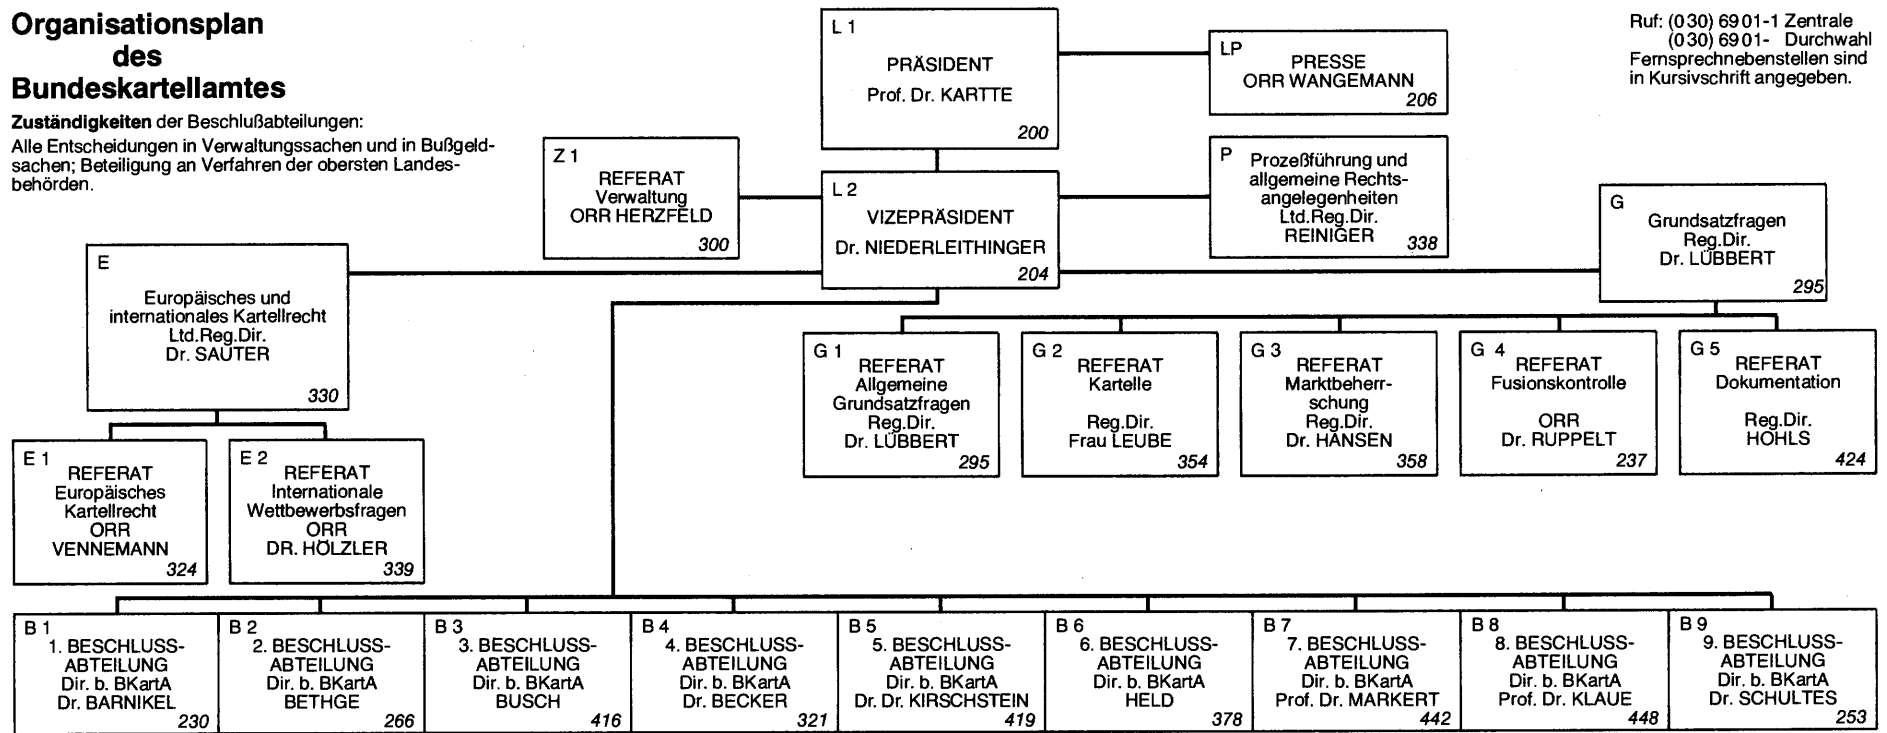 Organisationsplan
des
Bundeskartellamtes
Zuständigkeiten der Beschlußabteilungen:
Alle Entscheidungen in Verwaltungssachen und in Bußgeld-
sachen; Beteiligung an Verfahren der obersten Landes-
behörden.
L 1
PRÄSIDENT
Prof. Dr. KARTTE
200
LP
PRESSE
ORR WANGEMANN
206
Ruf: (030) 6901-1 Zentrale
(030) 6901- Durchwahl
Fernsprechnebenstellen sind
in Kursivschrift angegeben.
Z 1
REFERAT
Verwaltung
ORR HERZFELD
300
L 2
VIZEPRÄSIDENT
Dr. NIEDERLEITHINGER
204
P
Prozeßführung und
allgemeine Rechts-
angelegenheiten
Ltd.Reg.Dir.
REINIGER
338
G
Grundsatzfragen
Reg.Dir.
Dr. LÜBBERT
295
E
Europäisches und
internationales Kartellrecht
Ltd.Reg.Dir.
Dr. SAUTER
330
G 1
REFERAT
Allgemeine
Grundsatzfragen
Reg.Dir.
Dr. LÜBBERT
295
G 2
REFERAT
Kartelle
Reg.Dir.
Frau LEUBE
354
G 3
REFERAT
Marktbeherr-
schung
Reg.Dir.
Dr. HANSEN
358
G 4
REFERAT
Fusionskontrolle
ORR
Dr. RUPPELT
237
G 5
REFERAT
Dokumentation
Reg.Dir.
HOHLS
424
E 1
REFERAT
Europäisches
Kartellrecht
ORR
VENNEMANN
324
E 2
REFERAT
Internationale
Wettbewerbsfragen
ORR
DR. HÖLZLER
339
B 1
1. BESCHLUSS-
ABTEILUNG
Dir. b. BKartA
Dr. BARNIKEL
230
B 2
2. BESCHLUSS-
ABTEILUNG
Dir. b. BKartA
BETHGE
266
B 3
3. BESCHLUSS-
ABTEILUNG
Dir. b. BKartA
BUSCH
416
B 4
4. BESCHLUSS-
ABTEILUNG
Dir. b. BKartA
Dr. BECKER
321
B 5
5. BESCHLUSS-
ABTEILUNG
Dir. b. BKartA
Dr. Dr. KIRSCHSTEIN
419
B 6
6. BESCHLUSS-
ABTEILUNG
Dir. b. BKartA
HELD
378
B 7
7. BESCHLUSS-
ABTEILUNG
Dir. b. BKartA
Prof. Dr. MARKERT
442
B 8
8. BESCHLUSS-
ABTEILUNG
Dir. b. BKartA
Prof. Dr. KLAUE
448
B 9
9. BESCHLUSS-
ABTEILUNG
Dir. b. BKartA
Dr. SCHULTES
253